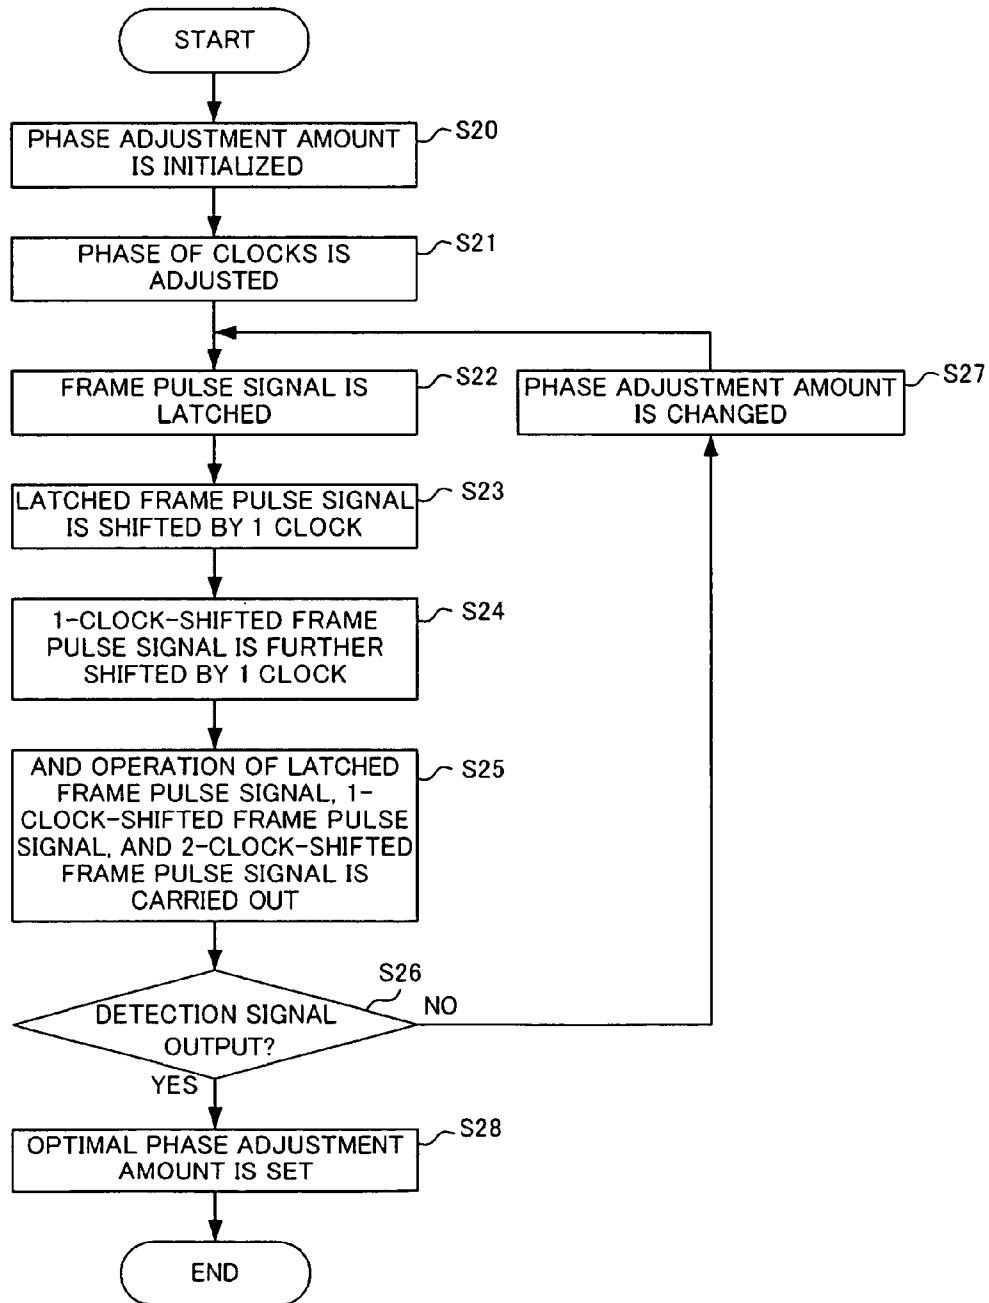 START
PHASE ADJUSTMENT AMOUNT
IS INITIALIZED
S20
PHASE OF CLOCKS IS
ADJUSTED
S21
FRAME PULSE SIGNAL IS
LATCHED
S22
PHASE ADJUSTMENT AMOUNT
IS CHANGED
S27
LATCHED FRAME PULSE SIGNAL
IS SHIFTED BY 1 CLOCK
S23
1-CLOCK-SHIFTED FRAME
PULSE SIGNAL IS FURTHER
SHIFTED BY 1 CLOCK
S24
AND OPERATION OF LATCHED
FRAME PULSE SIGNAL, 1-
CLOCK-SHIFTED FRAME PULSE
SIGNAL, AND 2-CLOCK-SHIFTED
FRAME PULSE SIGNAL IS
CARRIED OUT
S25
S26
DETECTION SIGNAL
OUTPUT?
NO
YES
OPTIMAL PHASE ADJUSTMENT
AMOUNT IS SET
S28
END